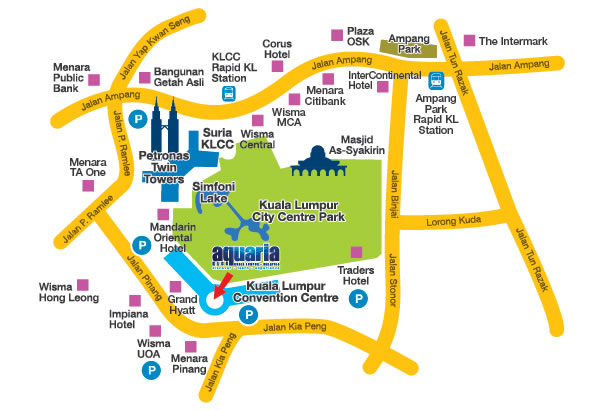 Jalan Yap Kwan Seng
Menara
Public
Bank
Bangunan
Getah Asli
KLCC
Rapid KL
Station
Corus
Hotel
Plaza
OSK
Ampang
Park
The Intermark
Jalan Tun Razak
Jalan Ampang
Jalan Ampang
Jalan Ampang
Menara
Citibank
InterContinental
Hotel
Ampang
Park
Rapid KL
Station
Wisma
MCA
Wisma
Central
P
Jalan P. Ramlee
Suria
KLCC
Petronas
Twin
Towers
Masjid
As-Syakirin
Menara
TA One
Simfoni
Lake
Kuala Lumpur
City Centre Park
Jalan Binjai
Lorong Kuda
Jalan P. Ramlee
Mandarin
Oriental
Hotel
P
aquaria
Jalan Tun Razak
Jalan Stonor
Traders
Hotel
P
Jalan Pinang
Wisma
Hong Leong
Grand
Hyatt
Kuala Lumpur
Convention Centre
P
Impiana
Hotel
Wisma
UOA
P
Menara
Pinang
Jalan Kia Peng
Jalan Kia Peng